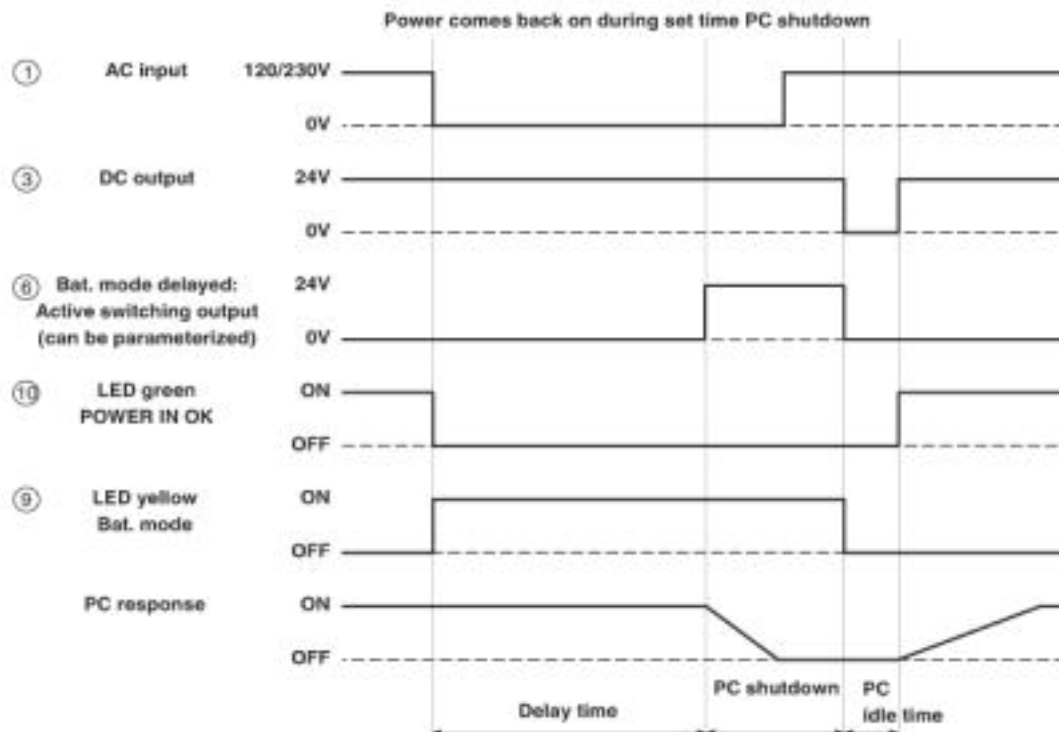 Power comes back on during set time PC shutdown
① AC input 120/230V
0V
③ DC output 24V
0V
⑥ Bat. mode delayed: 24V
Active switching output
(can be parameterized) 0V
⑩ LED green ON
POWER IN OK
OFF
⑨ LED yellow ON
Bat. mode
OFF
PC response ON
OFF
PC shutdown PC
Delay time idle time